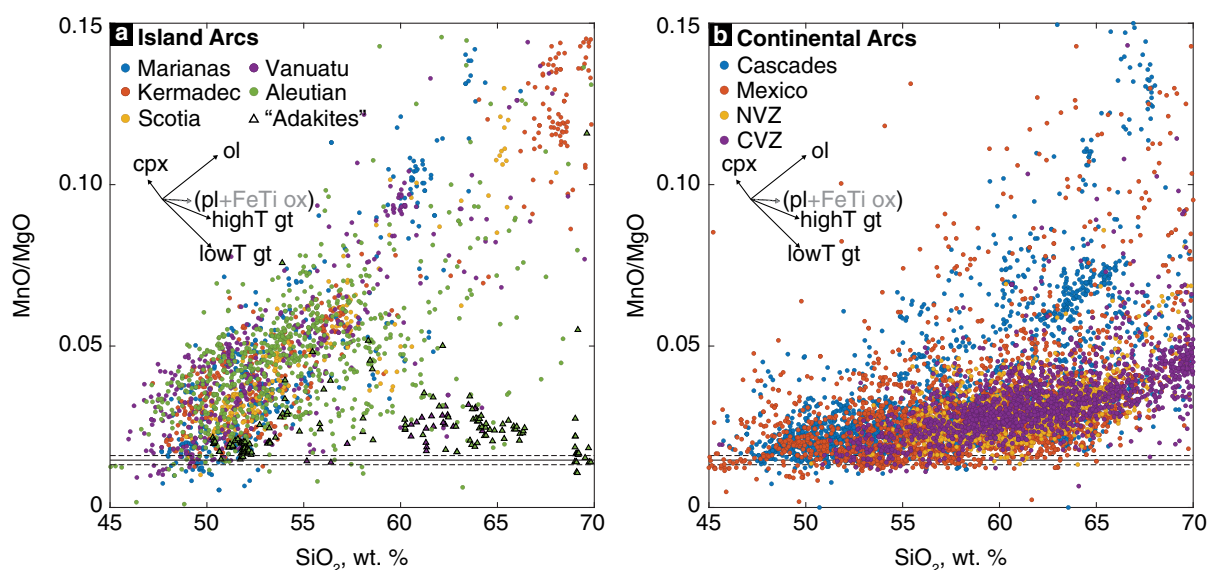 a Island Arcs
Marianas Vanuatu
Kermadec Aleutian
Scotia "Adakites"
cpx ol
(pl+FeTi ox)
highT gt
lowT gt
0.15
0.10
0.05
0
MnO/MgO
45 50 55 60 65 70
SiO₂, wt. %
b Continental Arcs
Cascades
Mexico
NVZ
CVZ
cpx ol
(pl+FeTi ox)
highT gt
lowT gt
0.15
0.10
0.05
0
MnO/MgO
45 50 55 60 65 70
SiO₂, wt. %